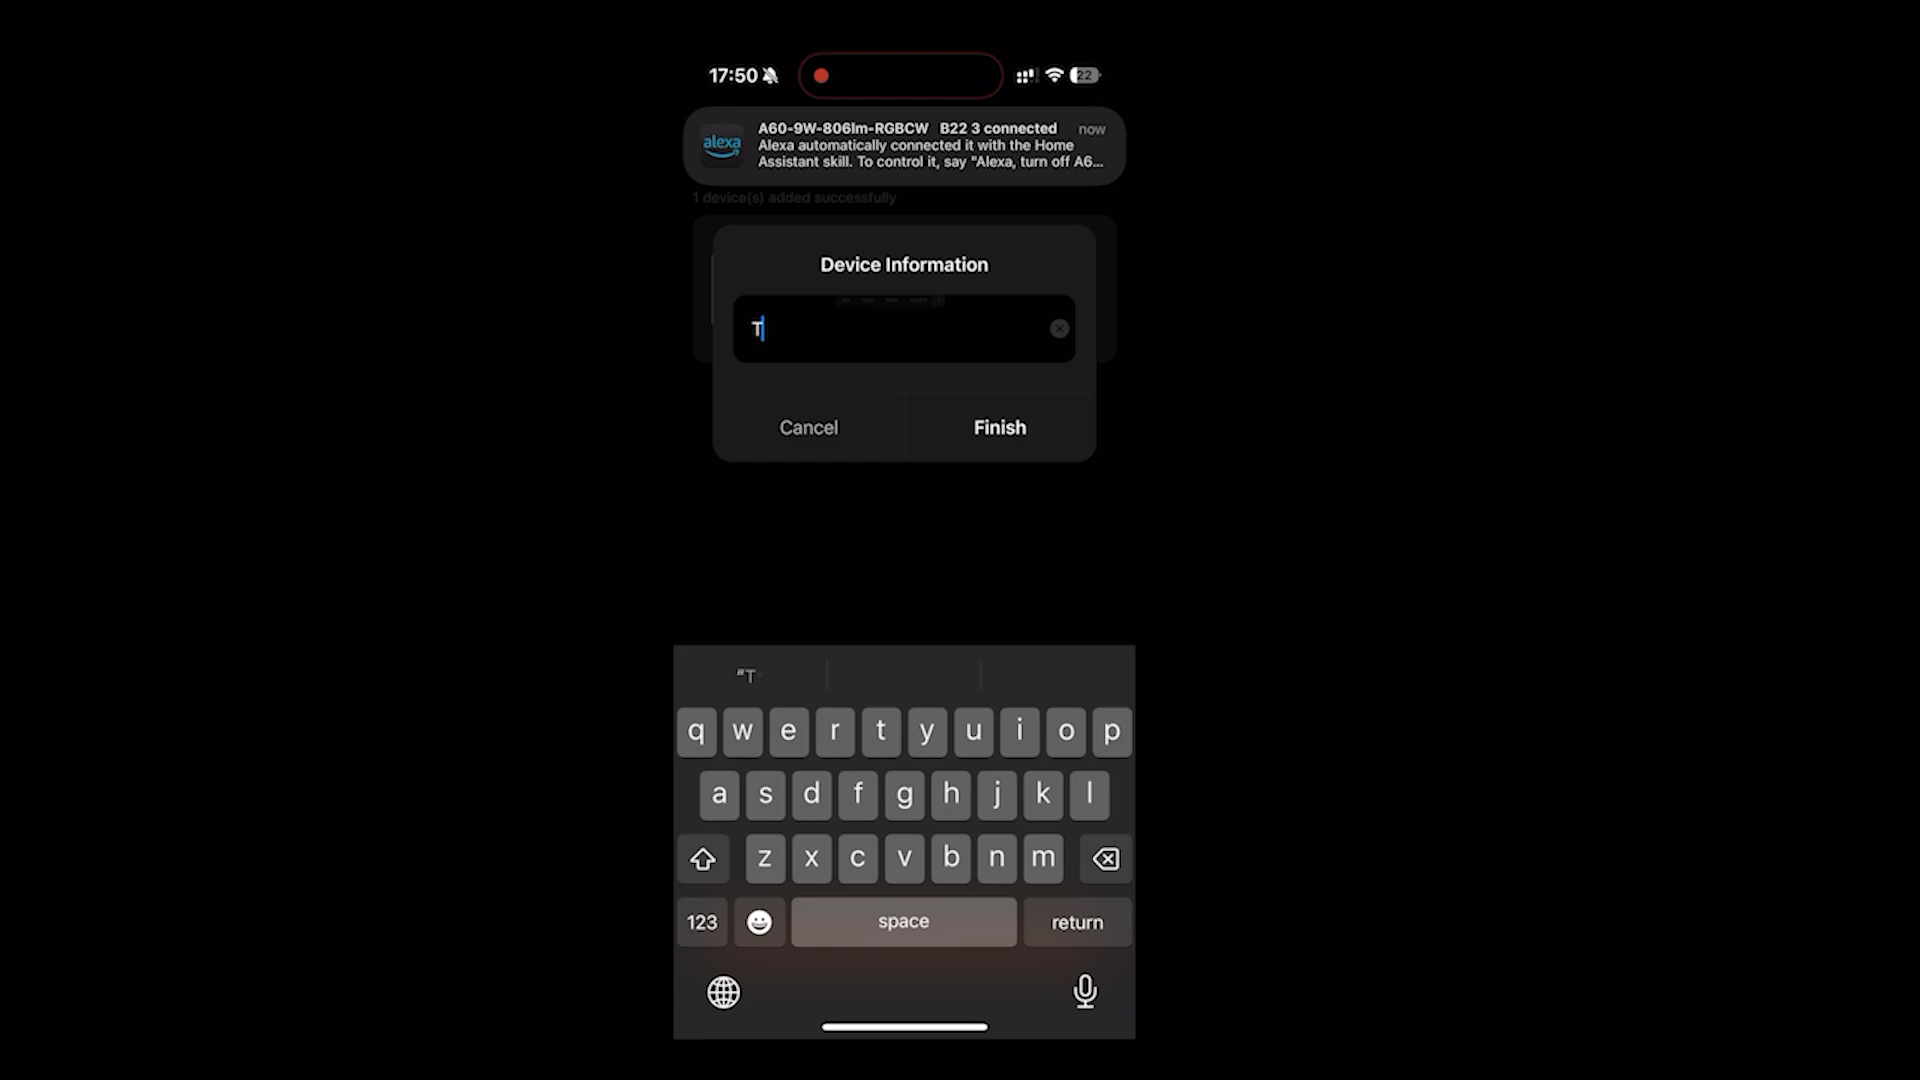 17:50
22
alexa
A60-9W-806lm-RGBCW B22 3 connected now
Alexa automatically connected it with the Home
Assistant skill. To control it, say "Alexa, turn off A6...
1 device(s) added successfully
Device Information
T
Cancel Finish
“T
q w e r t y u i o p
a s d f g h j k l
z x c v b n m
123 space return